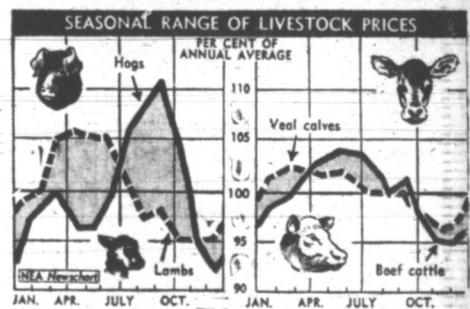 SEASONAL RANGE OF LIVESTOCK PRICES
PER CENT OF
ANNUAL AVERAGE
Hogs
110
Veal calves
105
100
95
Lambs
Beef cattle
NEA Newschart
90
JAN. APR. JULY OCT.
JAN. APR. JULY OCT.